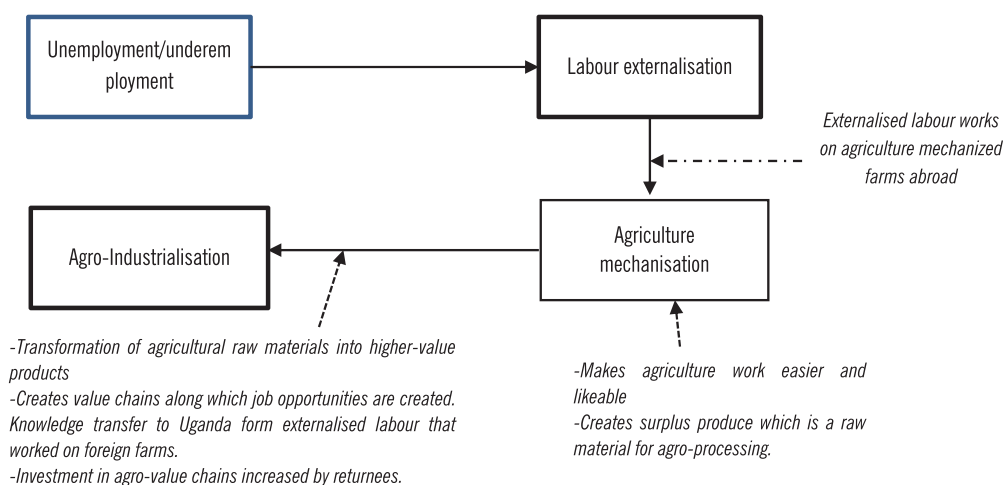 Unemployment/underem
ployment
Labour externalisation
Externalised labour works
on agriculture mechanized
farms abroad
Agro-Industrialisation
Agriculture
mechanisation
-Transformation of agricultural raw materials into higher-value
products
-Creates value chains along which job opportunities are created.
Knowledge transfer to Uganda form externalised labour that
worked on foreign farms.
-Investment in agro-value chains increased by returnees.
-Makes agriculture work easier and
likeable
-Creates surplus produce which is a raw
material for agro-processing.